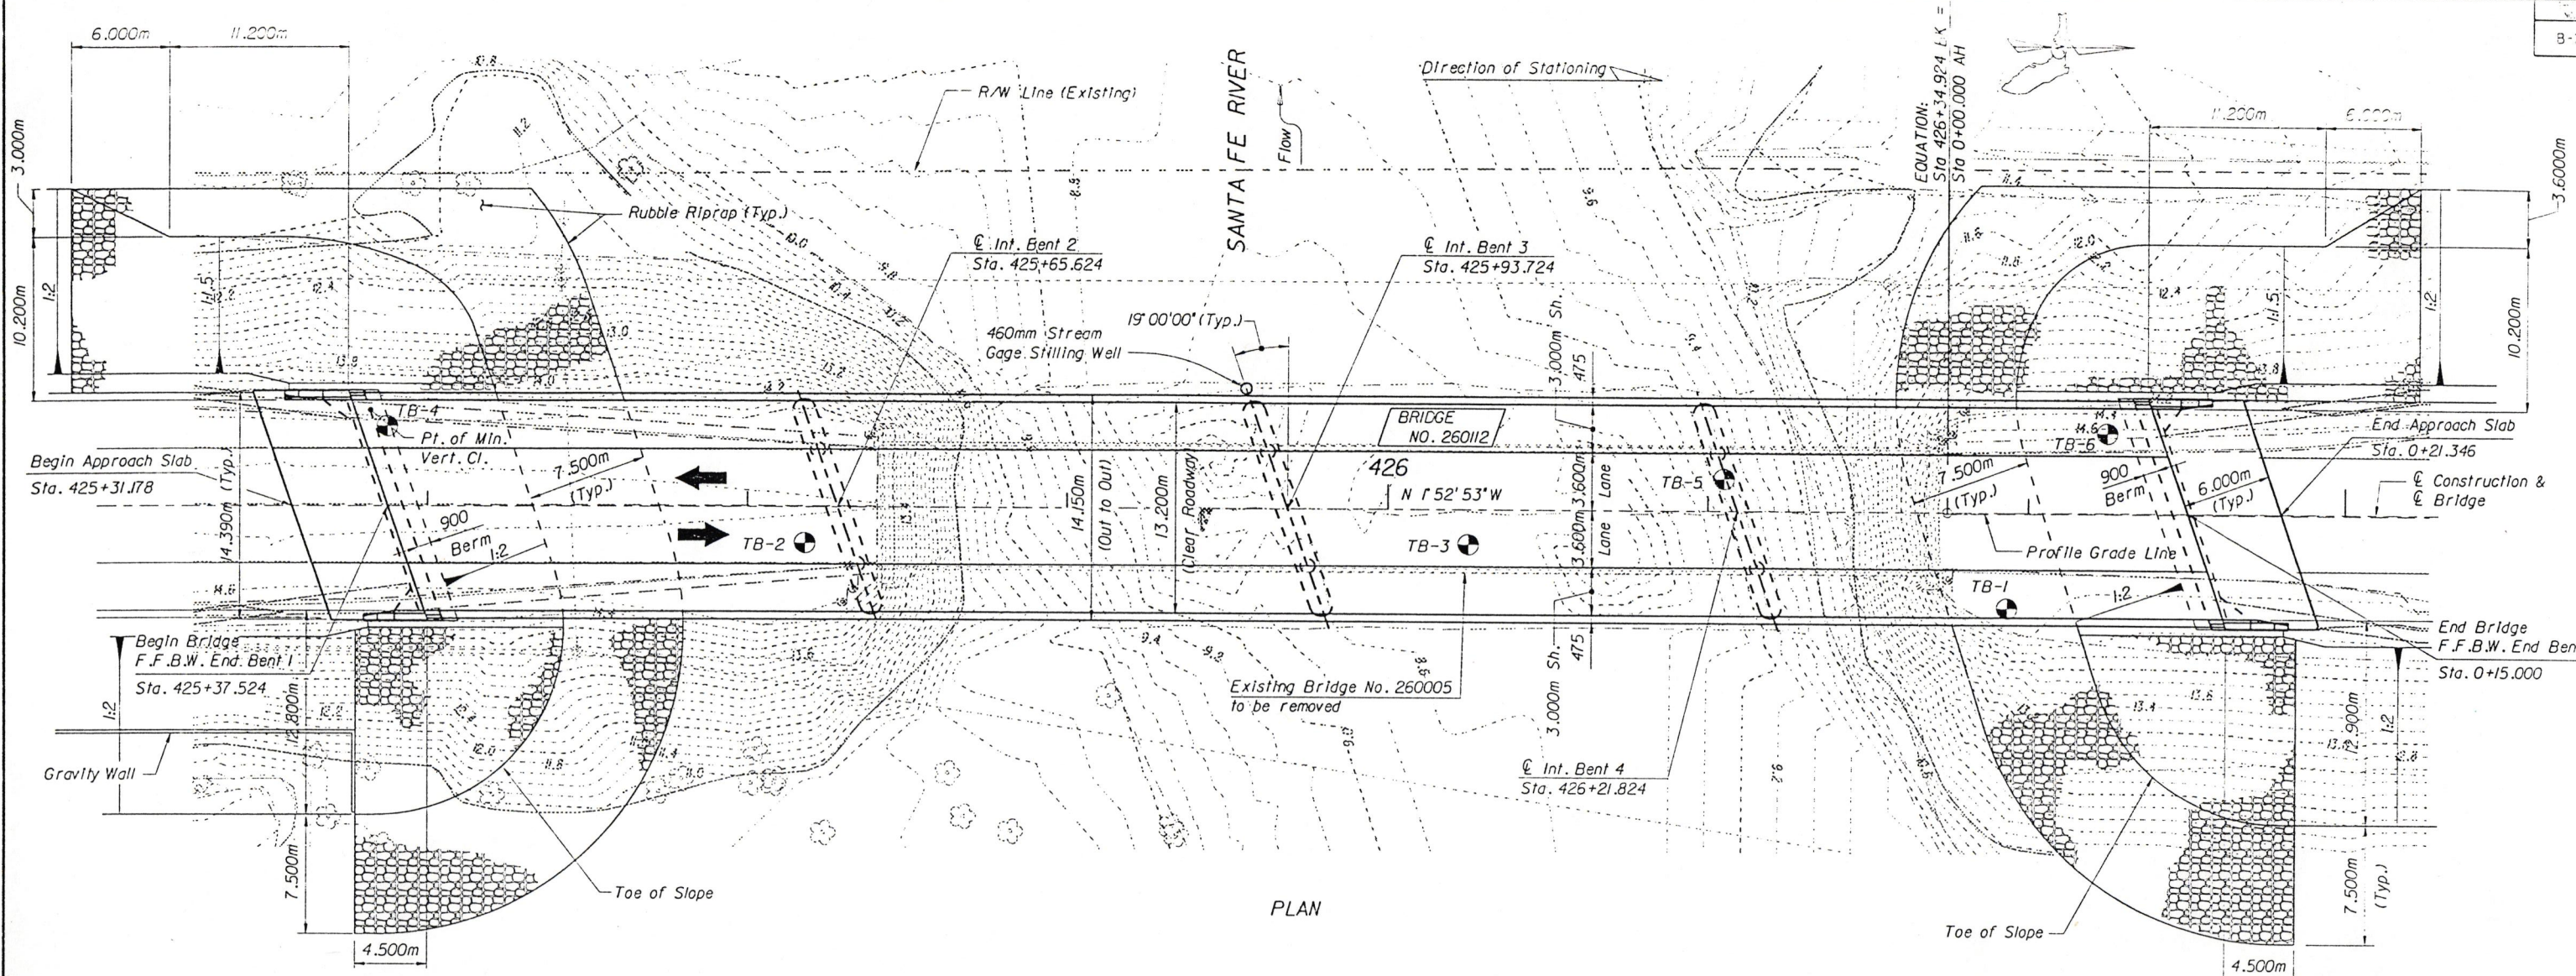 6.000m
11.200m
3.000m
10.200m
1:2
1:1.5
R/W Line (Existing)
Rubble Riprap (Typ.)
SANTA FE RIVER
Flow
Direction of Stationing
EQUATION:
Sta 426+34.924 BK =
Sta 0+00.000 AH
11.200m
6.000m
3.600m
10.200m
1:1.5
1:2
℄ Int. Bent 2
Sta. 425+65.624
℄ Int. Bent 3
Sta. 425+93.724
460mm Stream
Gage Stilling Well
19°00'00" (Typ.)
3.000m Sh.
475
BRIDGE
NO. 260112
426
N 1°52'53"W
TB-4
Pt. of Min.
Vert. Cl.
Begin Approach Slab
Sta. 425+31.178
14.390m (Typ.)
7.500m
(Typ.)
900
Berm
1:2
TB-2
14.150m
(Out to Out)
13.200m
(Clear Roadway)
TB-3
3.600m
Lane
3.600m
Lane
TB-5
TB-6
7.500m
(Typ.)
900
Berm
6.000m
(Typ.)
End Approach Slab
Sta. 0+21.346
℄ Construction &
℄ Bridge
Profile Grade Line
TB-1
1:2
Begin Bridge
F.F.B.W. End Bent 1
Sta. 425+37.524
End Bridge
F.F.B.W. End Ben
Sta. 0+15.000
Existing Bridge No. 260005
to be removed
3.000m Sh.
475
℄ Int. Bent 4
Sta. 426+21.824
1:2
12.800m
Gravity Wall
7.500m
4.500m
Toe of Slope
PLAN
Toe of Slope
12.900m
1:2
7.500m
(Typ.)
4.500m